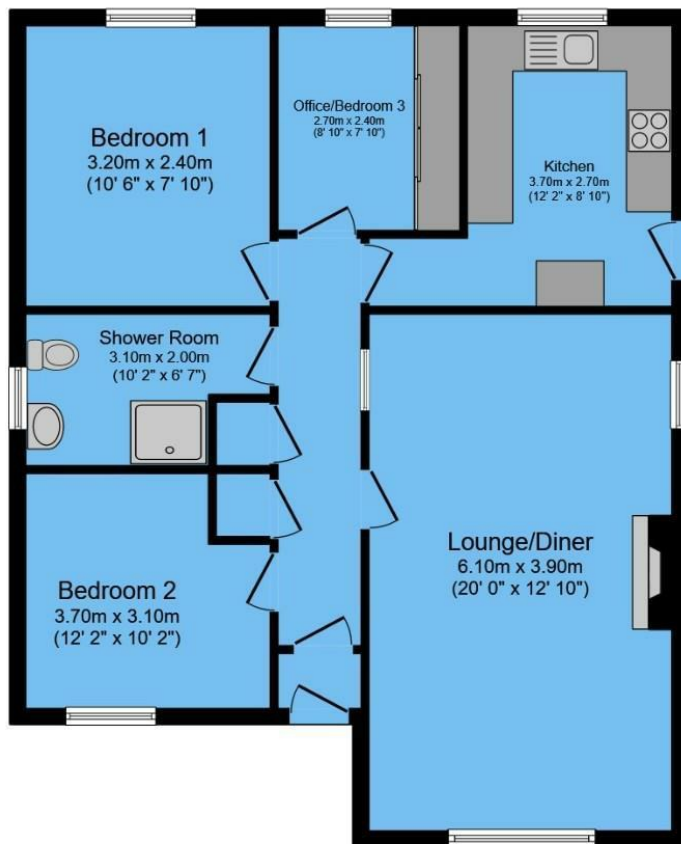 Bedroom 1
3.20m x 2.40m
(10' 6" x 7' 10")
Office/Bedroom 3
2.70m x 2.40m
(8' 10" x 7' 10")
Kitchen
3.70m x 2.70m
(12' 2" x 8' 10")
Shower Room
3.10m x 2.00m
(10' 2" x 6' 7")
Bedroom 2
3.70m x 3.10m
(12' 2" x 10' 2")
Lounge/Diner
6.10m x 3.90m
(20' 0" x 12' 10")